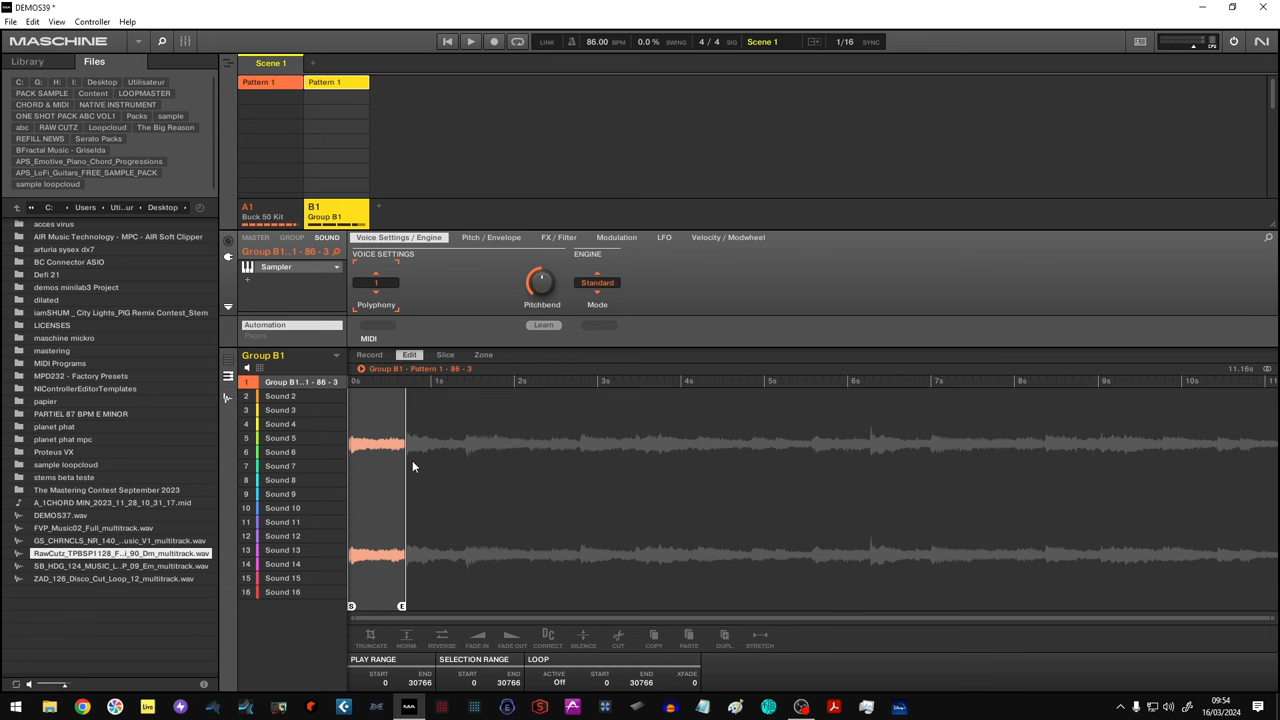 DEMOS39 *
File Edit View Controller Help
MASCHINE
LINK 86.00 BPM 0.0 % SWING 4 / 4 SIG Scene 1 1/16 SYNC
CPU
Library Files
C: G: H: I: Desktop Utilisateur
PACK SAMPLE Content LOOPMASTER
CHORD & MIDI NATIVE INSTRUMENT
ONE SHOT PACK ABC VOL1 Packs sample
abc RAW CUTZ Loopcloud The Big Reason
REFILL NEWS Serato Packs
BFractal Music - Griselda
APS_Emotive_Piano_Chord_Progressions
APS_LoFi_Guitars_FREE_SAMPLE_PACK
sample loopcloud
C: Users Uti...ur Desktop
acces virus
AIR Music Technology - MPC - AIR Soft Clipper
arturia sysex dx7
BC Connector ASIO
Defi 21
demos minilab3 Project
dilated
iamSHUM _ City Lights_PIG Remix Contest_Stem
LICENSES
maschine mickro
mastering
MIDI Programs
MPD232 - Factory Presets
NIControllerEditorTemplates
papier
PARTIEL 87 BPM E MINOR
planet phat
planet phat mpc
Proteus VX
sample loopcloud
stems beta teste
The Mastering Contest September 2023
A_1CHORD MIN_2023_11_28_10_31_17.mid
DEMOS37.wav
FVP_Music02_Full_multitrack.wav
GS_CHRNCLS_NR_140_..usic_V1_multitrack.wav
RawCutz_TPBSP1128_F..i_90_Dm_multitrack.wav
SB_HDG_124_MUSIC_L..P_09_Em_multitrack.wav
ZAD_126_Disco_Cut_Loop_12_multitrack.wav
Scene 1 +
Pattern 1 Pattern 1
A1 B1 +
Buck 50 Kit Group B1
MASTER GROUP SOUND
Group B1..1 - 86 - 3
Sampler
+
Automation
Pages
Voice Settings / Engine Pitch / Envelope FX / Filter Modulation LFO Velocity / Modwheel
VOICE SETTINGS ENGINE
1 Standard
Polyphony Pitchbend Mode
Learn
MIDI
Group B1
Record Edit Slice Zone
Group B1 - Pattern 1 - 86 - 3
0s 1s 2s 3s 4s 5s 6s 7s 8s 9s 10s 11
11.16s
1 Group B1..1 - 86 - 3
2 Sound 2
3 Sound 3
4 Sound 4
5 Sound 5
6 Sound 6
7 Sound 7
8 Sound 8
9 Sound 9
10 Sound 10
11 Sound 11
12 Sound 12
13 Sound 13
14 Sound 14
15 Sound 15
16 Sound 16
S E
TRUNCATE NORM. REVERSE FADE IN FADE OUT CORRECT SILENCE CUT COPY PASTE DUPL. STRETCH
PLAY RANGE SELECTION RANGE LOOP
START END START END ACTIVE START END XFADE
0 30766 0 30766 Off 0 30766 0
Live
09:54
16/03/2024